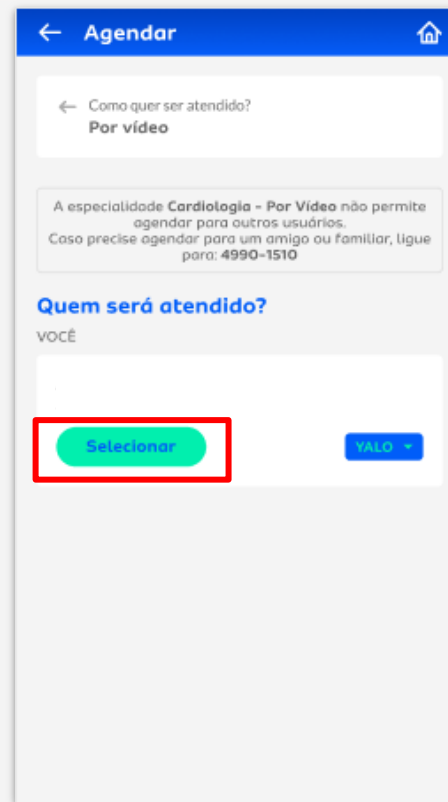 Agendar
Como quer ser atendido?
Por vídeo
A especialidade Cardiologia - Por Vídeo não permite
agendar para outros usuários.
Caso precise agendar para um amigo ou familiar, ligue
para: 4990-1510
Quem será atendido?
VOCÊ
Selecionar
YALO